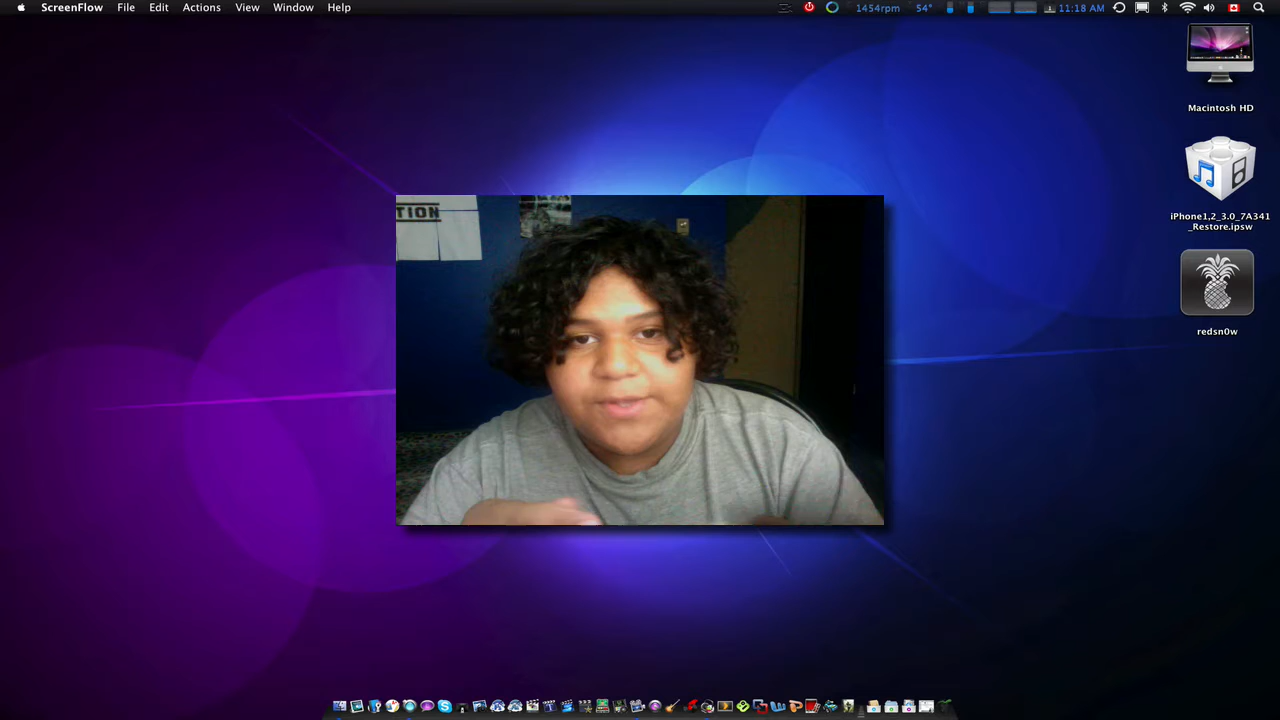 ScreenFlow File Edit Actions View Window Help 1454rpm 54° 11:18 AM
Macintosh HD
TION
iPhone1,2_3.0_7A341
_Restore.ipsw
redsn0w